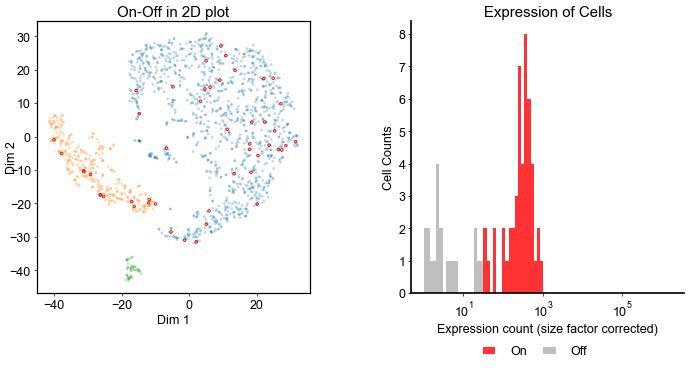 On-Off in 2D plot
Expression of Cells
30
20
10
0
−10
−20
−30
−40
Dim 2
−40 −20 0 20
Dim 1
8
7
6
5
4
3
2
1
0
Cell Counts
10^1 10^3 10^5
Expression count (size factor corrected)
On Off